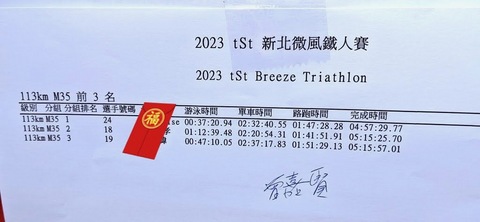 2023 tSt 新北微風鐵人賽
2023 tSt Breeze Triathlon
113km M35 前 3 名
級別 分組 分組排名 選手號碼 游泳時間 單車時間 路跑時間 完成時間
113km M35 1 24 se 00:37:20.94 02:32:40.55 01:47:28.28 04:57:29.77
113km M35 2 18 01:12:39.48 02:20:54.31 01:41:51.91 05:15:25.70
113km M35 3 19 00:47:10.05 02:37:17.83 01:51:29.13 05:15:57.01
福